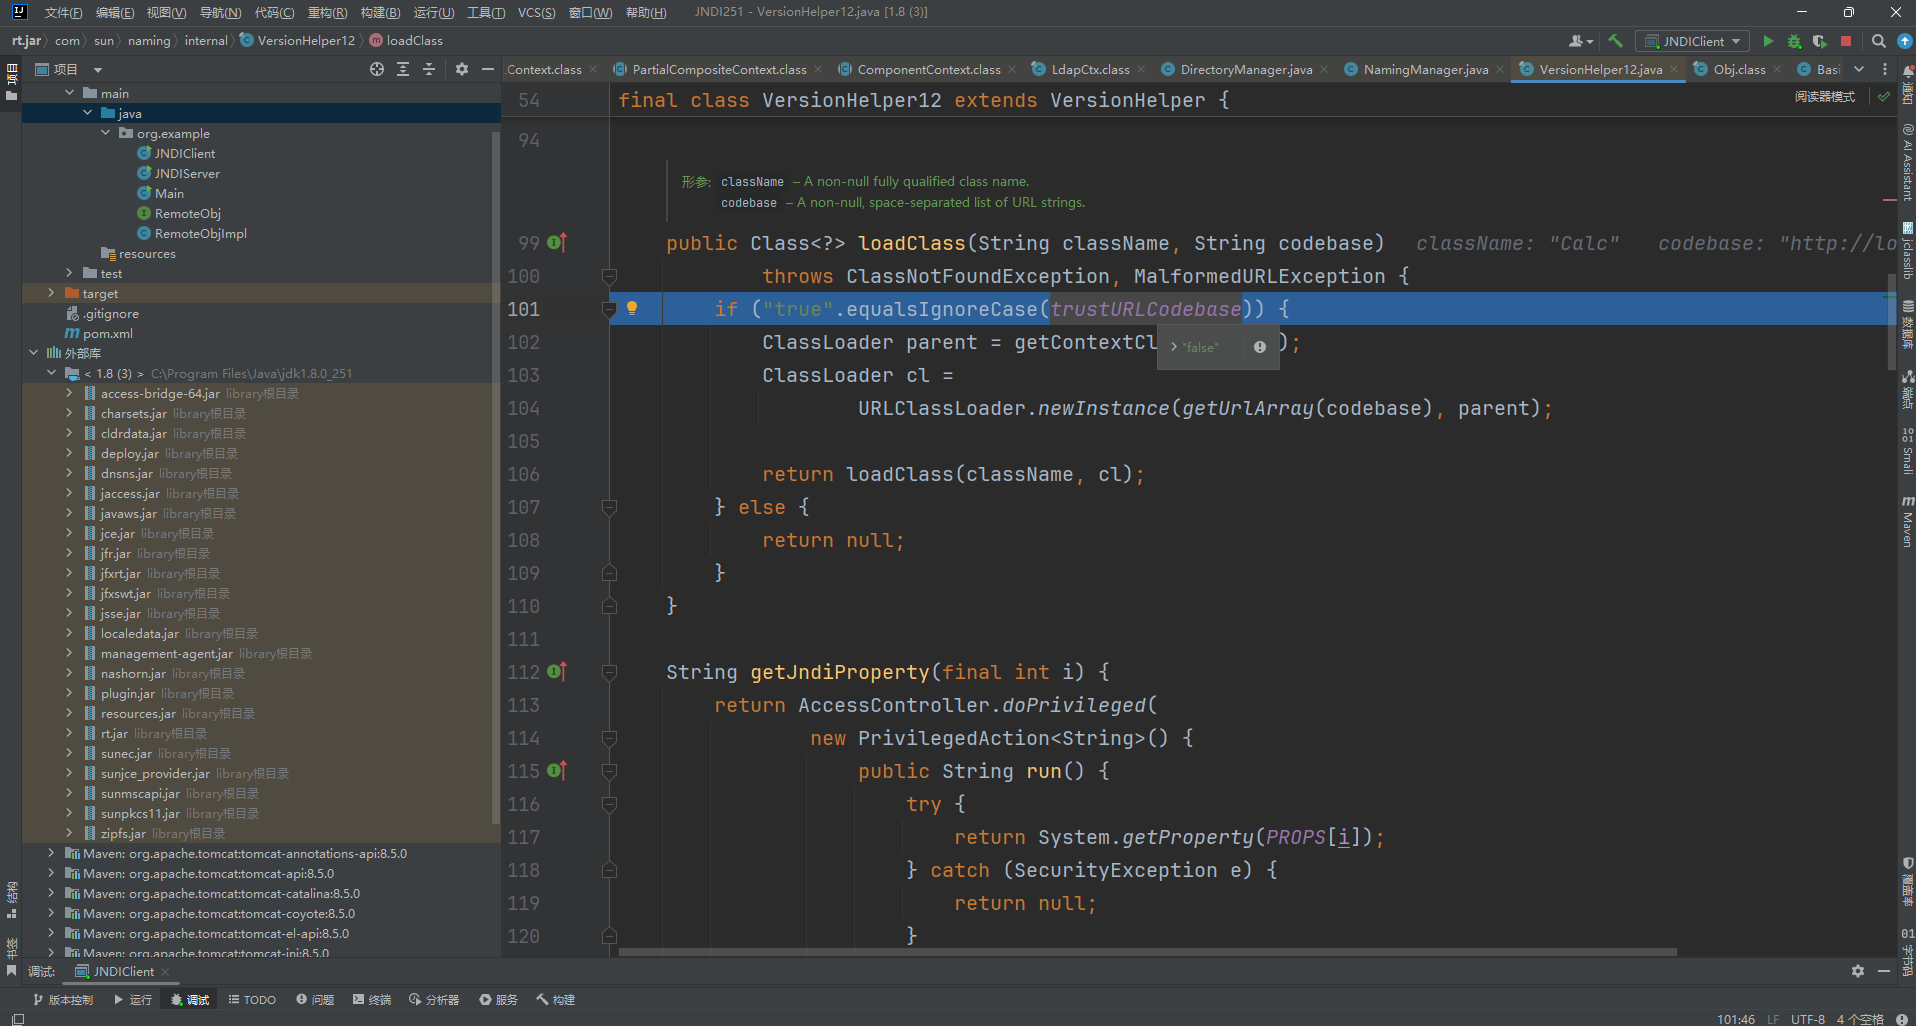 文件(F) 编辑(E) 视图(V) 导航(N) 代码(C) 重构(R) 构建(B) 运行(U) 工具(T) VCS(S) 窗口(W) 帮助(H) JNDI251 - VersionHelper12.java [1.8 (3)]
rt.jar com sun naming internal VersionHelper12 loadClass JNDIClient
项目
项目
Context.class PartialCompositeContext.class ComponentContext.class LdapCtx.class DirectoryManager.java NamingManager.java VersionHelper12.java Obj.class Basi
main
java
org.example
JNDIClient
JNDIServer
Main
RemoteObj
RemoteObjImpl
resources
test
target
.gitignore
pom.xml
外部库
< 1.8 (3) > C:\Program Files\Java\jdk1.8.0_251
access-bridge-64.jar library根目录
charsets.jar library根目录
cldrdata.jar library根目录
deploy.jar library根目录
dnsns.jar library根目录
jaccess.jar library根目录
javaws.jar library根目录
jce.jar library根目录
jfr.jar library根目录
jfxrt.jar library根目录
jfxswt.jar library根目录
jsse.jar library根目录
localedata.jar library根目录
management-agent.jar library根目录
nashorn.jar library根目录
plugin.jar library根目录
resources.jar library根目录
rt.jar library根目录
sunec.jar library根目录
sunjce_provider.jar library根目录
sunmscapi.jar library根目录
sunpkcs11.jar library根目录
zipfs.jar library根目录
Maven: org.apache.tomcat:tomcat-annotations-api:8.5.0
Maven: org.apache.tomcat:tomcat-api:8.5.0
Maven: org.apache.tomcat:tomcat-catalina:8.5.0
Maven: org.apache.tomcat:tomcat-coyote:8.5.0
Maven: org.apache.tomcat:tomcat-el-api:8.5.0
Maven: org.apache.tomcat:tomcat-jni:8.5.0
结构
书签
54 final class VersionHelper12 extends VersionHelper {
阅读器模式
94
形参: className – A non-null fully qualified class name.
codebase – A non-null, space-separated list of URL strings.
99 public Class<?> loadClass(String className, String codebase) className: "Calc" codebase: "http://lo
100 throws ClassNotFoundException, MalformedURLException {
101 if ("true".equalsIgnoreCase(trustURLCodebase)) {
102 ClassLoader parent = getContextCl );
"false"
103 ClassLoader cl =
104 URLClassLoader.newInstance(getUrlArray(codebase), parent);
105
106 return loadClass(className, cl);
107 } else {
108 return null;
109 }
110 }
111
112 String getJndiProperty(final int i) {
113 return AccessController.doPrivileged(
114 new PrivilegedAction<String>() {
115 public String run() {
116 try {
117 return System.getProperty(PROPS[i]);
118 } catch (SecurityException e) {
119 return null;
120 }
通知
AI Assistant
jclasslib
数据库
端点
Smali
Maven
覆盖率
字节码
调试: JNDIClient
版本控制 运行 调试 TODO 问题 终端 分析器 服务 构建
101:46 LF UTF-8 4 个空格